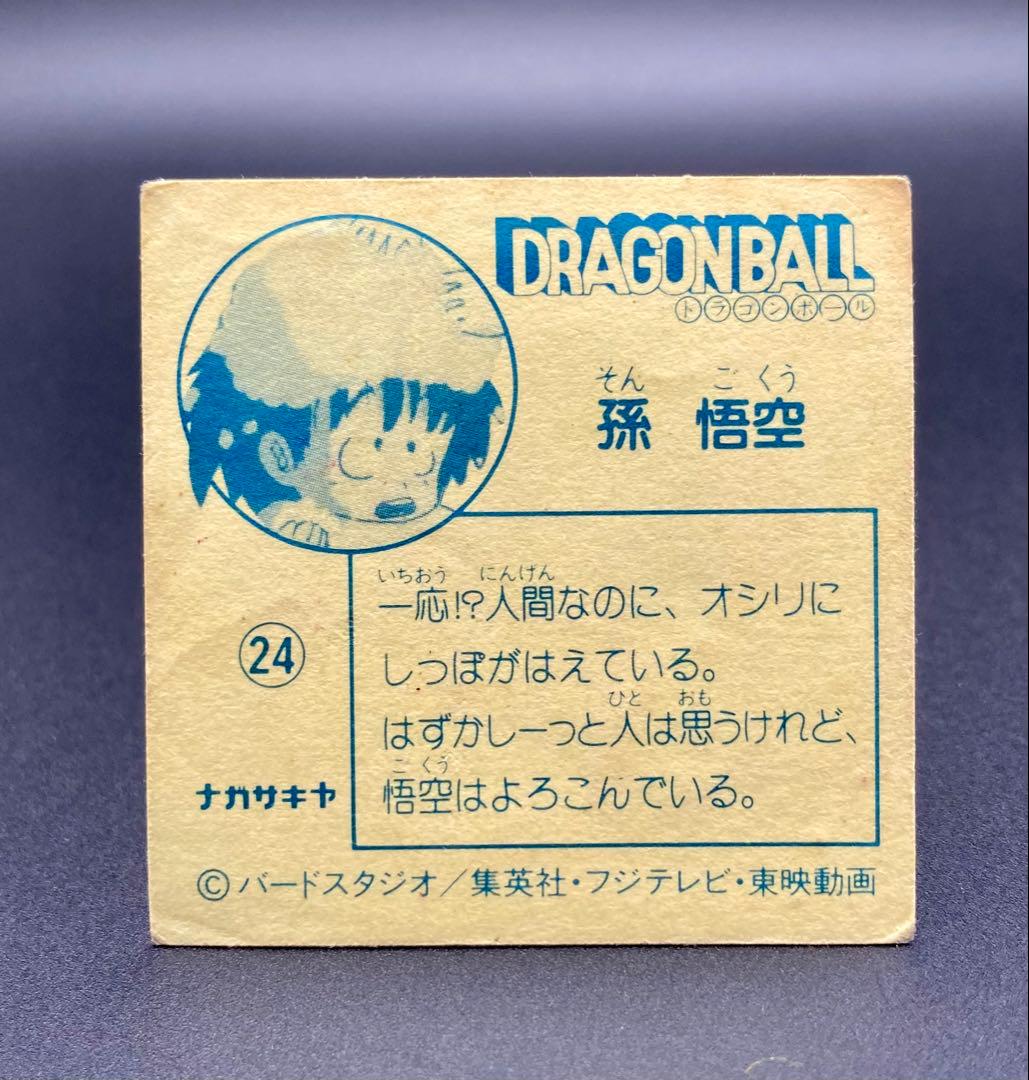 DRAGONBALL
ドラゴンボール
そん ごくう
孫 悟空
いちおう にんげん
一応!?人間なのに、オシリに
しっぽがはえている。
ひと おも
はずかしーっと人は思うけれど、
ごくう
悟空はよろこんでいる。
24
ナガサキヤ
©バードスタジオ/集英社・フジテレビ・東映動画